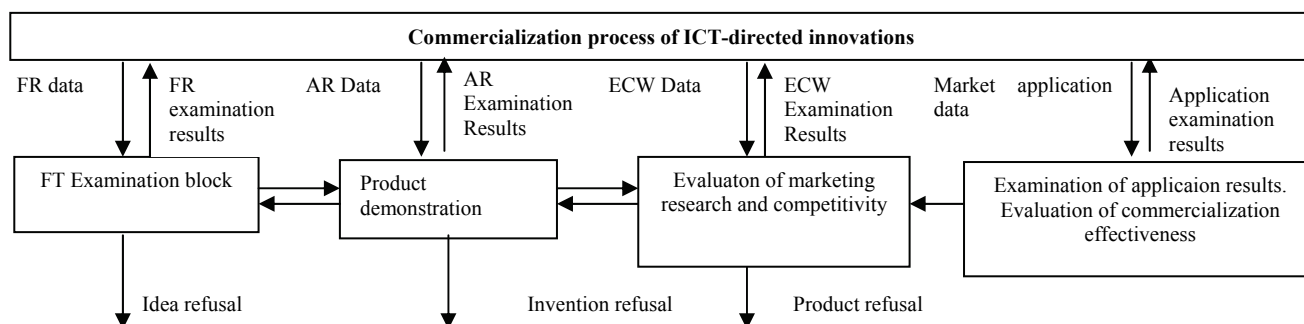 Commercialization process of ICT-directed innovations
FR data
FR
examination
results
AR Data
AR
Examination
Results
ECW Data
ECW
Examination
Results
Market application
data
Application
examination
results
FT Examination block
Product
demonstration
Evaluaton of marketing
research and competitivity
Examination of applicaion results.
Evaluation of commercialization
effectiveness
Idea refusal
Invention refusal
Product refusal